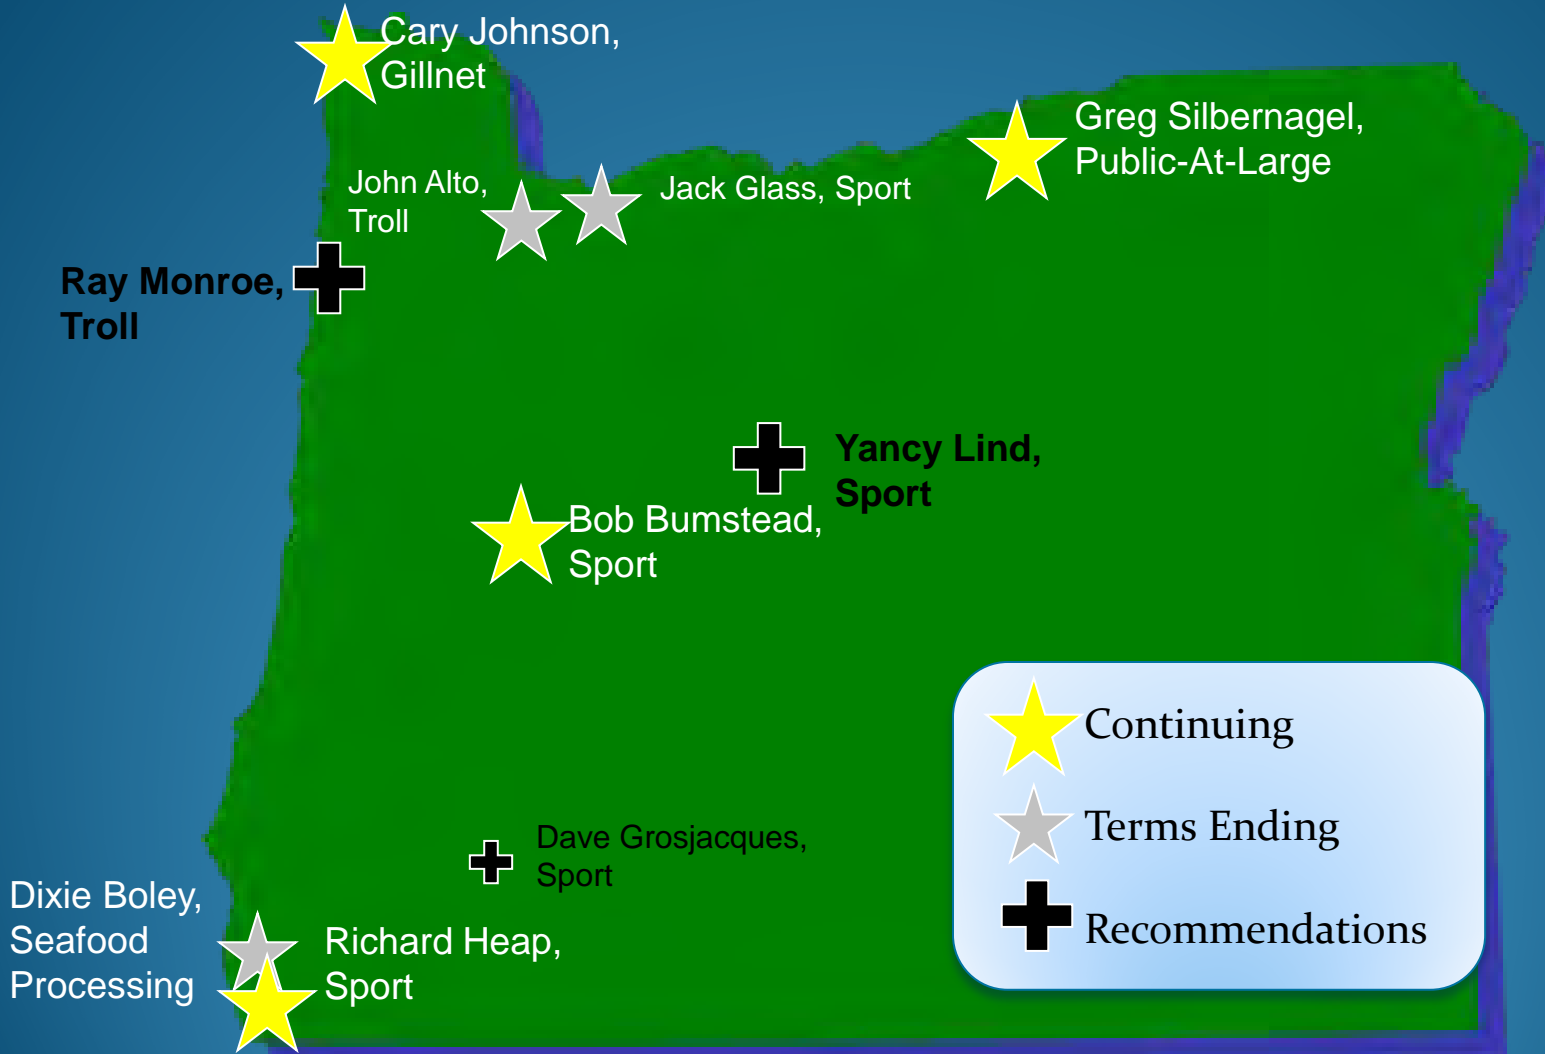 Cary Johnson,
Gillnet
Greg Silbernagel,
Public-At-Large
John Alto,
Troll
Jack Glass, Sport
Ray Monroe,
Troll
Yancy Lind,
Sport
Bob Bumstead,
Sport
Dave Grosjacques,
Sport
Dixie Boley,
Seafood
Processing
Richard Heap,
Sport
Continuing
Terms Ending
Recommendations